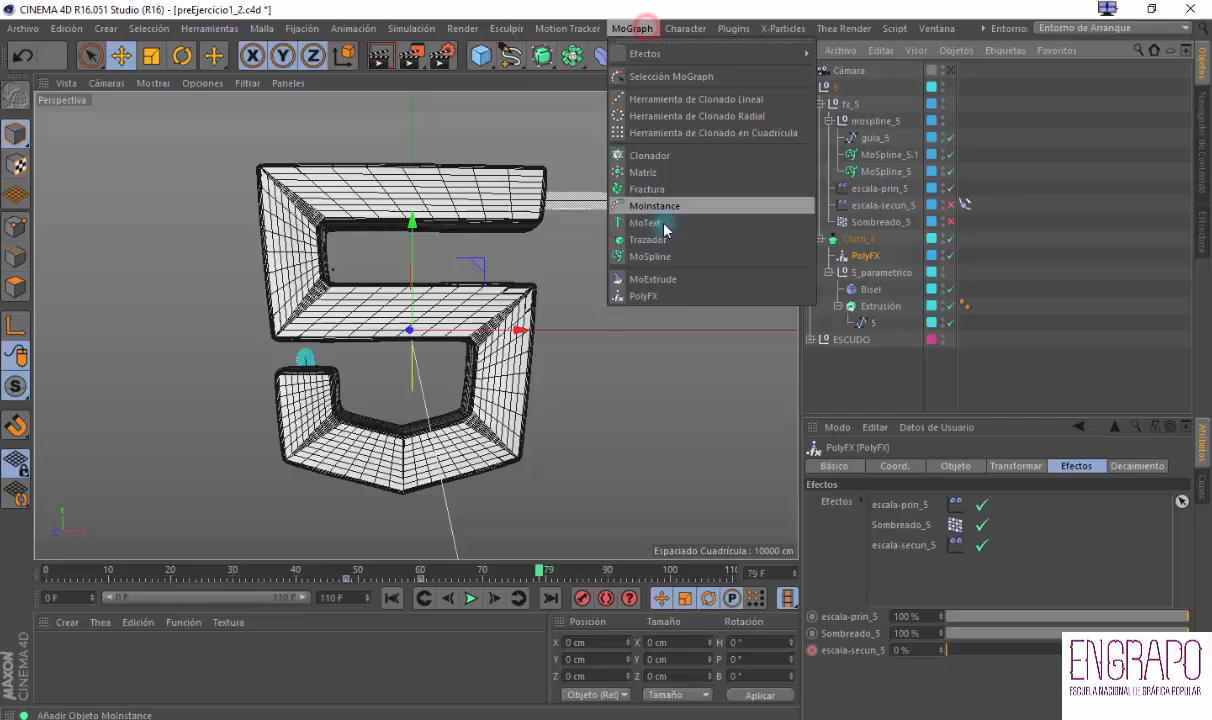 CINEMA 4D R16.051 Studio (R16) - [preEjercicio1_2.c4d *]
Archivo Edición Crear Selección Herramientas Malla Fijación Animación Simulación Render Esculpir Motion Tracker MoGraph Character Plugins X-Particles Thea Render Script Ventana Entorno: Entorno de Arranque
Vista Cámaras Mostrar Opciones Filtrar Paneles
Perspectiva
Efectos
Selección MoGraph
Herramienta de Clonado Lineal
Herramienta de Clonado Radial
Herramienta de Clonado en Cuadrícula
Clonador
Matriz
Fractura
MoInstance
MoText
Trazador
MoSpline
MoExtrude
PolyFX
Archivo Editar Visor Objetos Etiquetas Favoritos
Cámara
5
fx_5
mospline_5
guia_5
MoSpline_5.1
MoSpline_5
escala-prin_5
escala-secun_5
Sombreado_5
PolyFX
5_parametrico
Bisel
Extrusión
5
ESCUDO
Objetos
Navegador de Contenido
Estructura
Modo Editar Datos de Usuario
PolyFX [PolyFX]
Básico Coord. Objeto Transformar Efectos Decaimiento
Efectos
Efectos
escala-prin_5
Sombreado_5
escala-secun_5
escala-prin_5 100 %
Sombreado_5 100 %
escala-secun_5 0 %
Atributos
Capas
X Y Z
Y
X
Z
Espaciado Cuadrícula : 10000 cm
0 10 20 30 40 50 60 70 79 90 100 110 79 F
0 F 0 F 110 F 110 F
Crear Thea Edición Función Textura
Posición Tamaño Rotación
X 0 cm X 0 cm H 0 °
Y 0 cm Y 0 cm P 0 °
Z 0 cm Z 0 cm B 0 °
Objeto (Rel) Tamaño Aplicar
MAXON
CINEMA 4D
Añadir Objeto MoInstance
ENGRAPO
ESCUELA NACIONAL DE GRÁFICA POPULAR